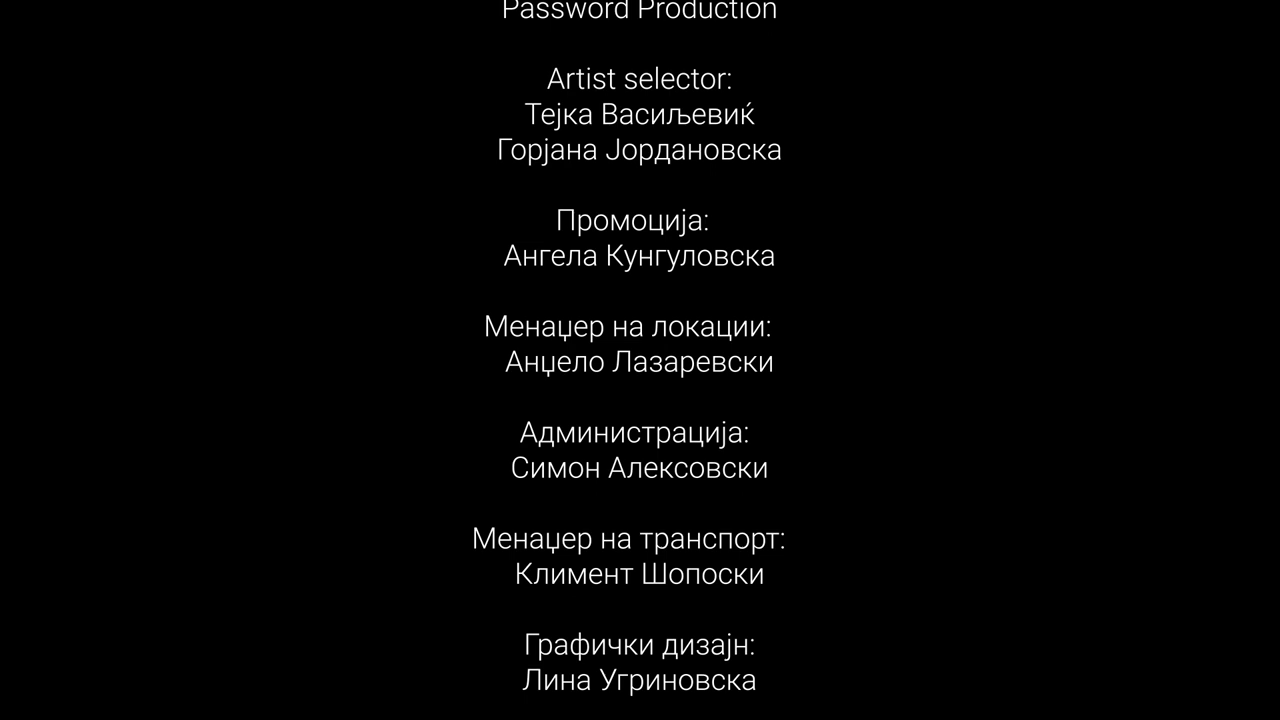 Password Production
Artist selector:
Тејка Васиљевиќ
Горјана Јордановска
Промоција:
Ангела Кунгуловска
Менаџер на локации:
Анџело Лазаревски
Администрација:
Симон Алексовски
Менаџер на транспорт:
Климент Шопоски
Графички дизајн:
Лина Угриновска